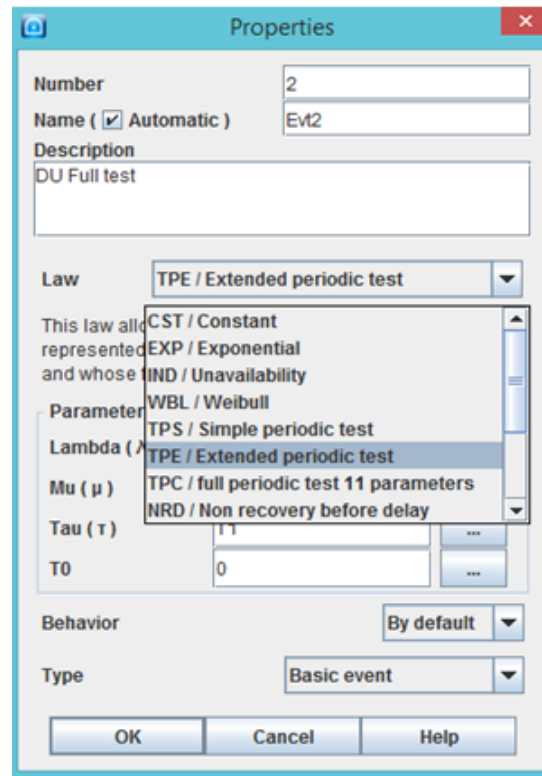 Properties
Number 2
Name ( Automatic ) Evt2
Description
DU Full test
Law TPE / Extended periodic test
This law allo
represented
and whose
CST / Constant
EXP / Exponential
IND / Unavailability
WBL / Weibull
TPS / Simple periodic test
TPE / Extended periodic test
TPC / full periodic test 11 parameters
NRD / Non recovery before delay
Parameter
Lambda (
Mu ( μ )
Tau ( τ ) ...
T0 0 ...
Behavior By default
Type Basic event
OK Cancel Help